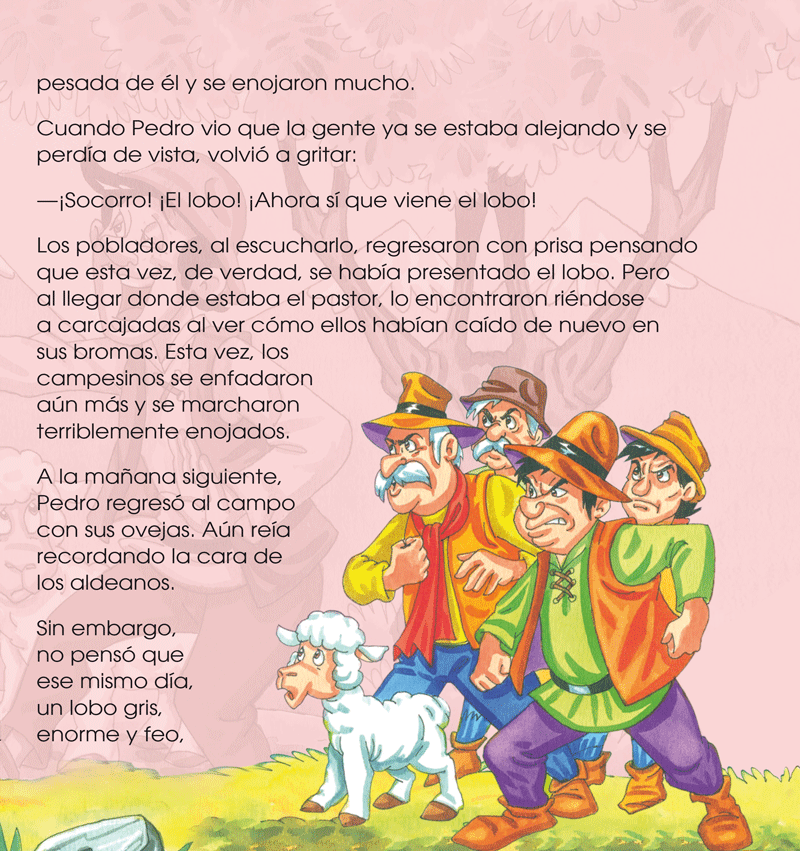 pesada de él y se enojaron mucho.
Cuando Pedro vio que la gente ya se estaba alejando y se
perdía de vista, volvió a gritar:
—¡Socorro! ¡El lobo! ¡Ahora sí que viene el lobo!
Los pobladores, al escucharlo, regresaron con prisa pensando
que esta vez, de verdad, se había presentado el lobo. Pero
al llegar donde estaba el pastor, lo encontraron riéndose
a carcajadas al ver cómo ellos habían caído de nuevo en
sus bromas. Esta vez, los
campesinos se enfadaron
aún más y se marcharon
terriblemente enojados.
A la mañana siguiente,
Pedro regresó al campo
con sus ovejas. Aún reía
recordando la cara de
los aldeanos.
Sin embargo,
no pensó que
ese mismo día,
un lobo gris,
enorme y feo,